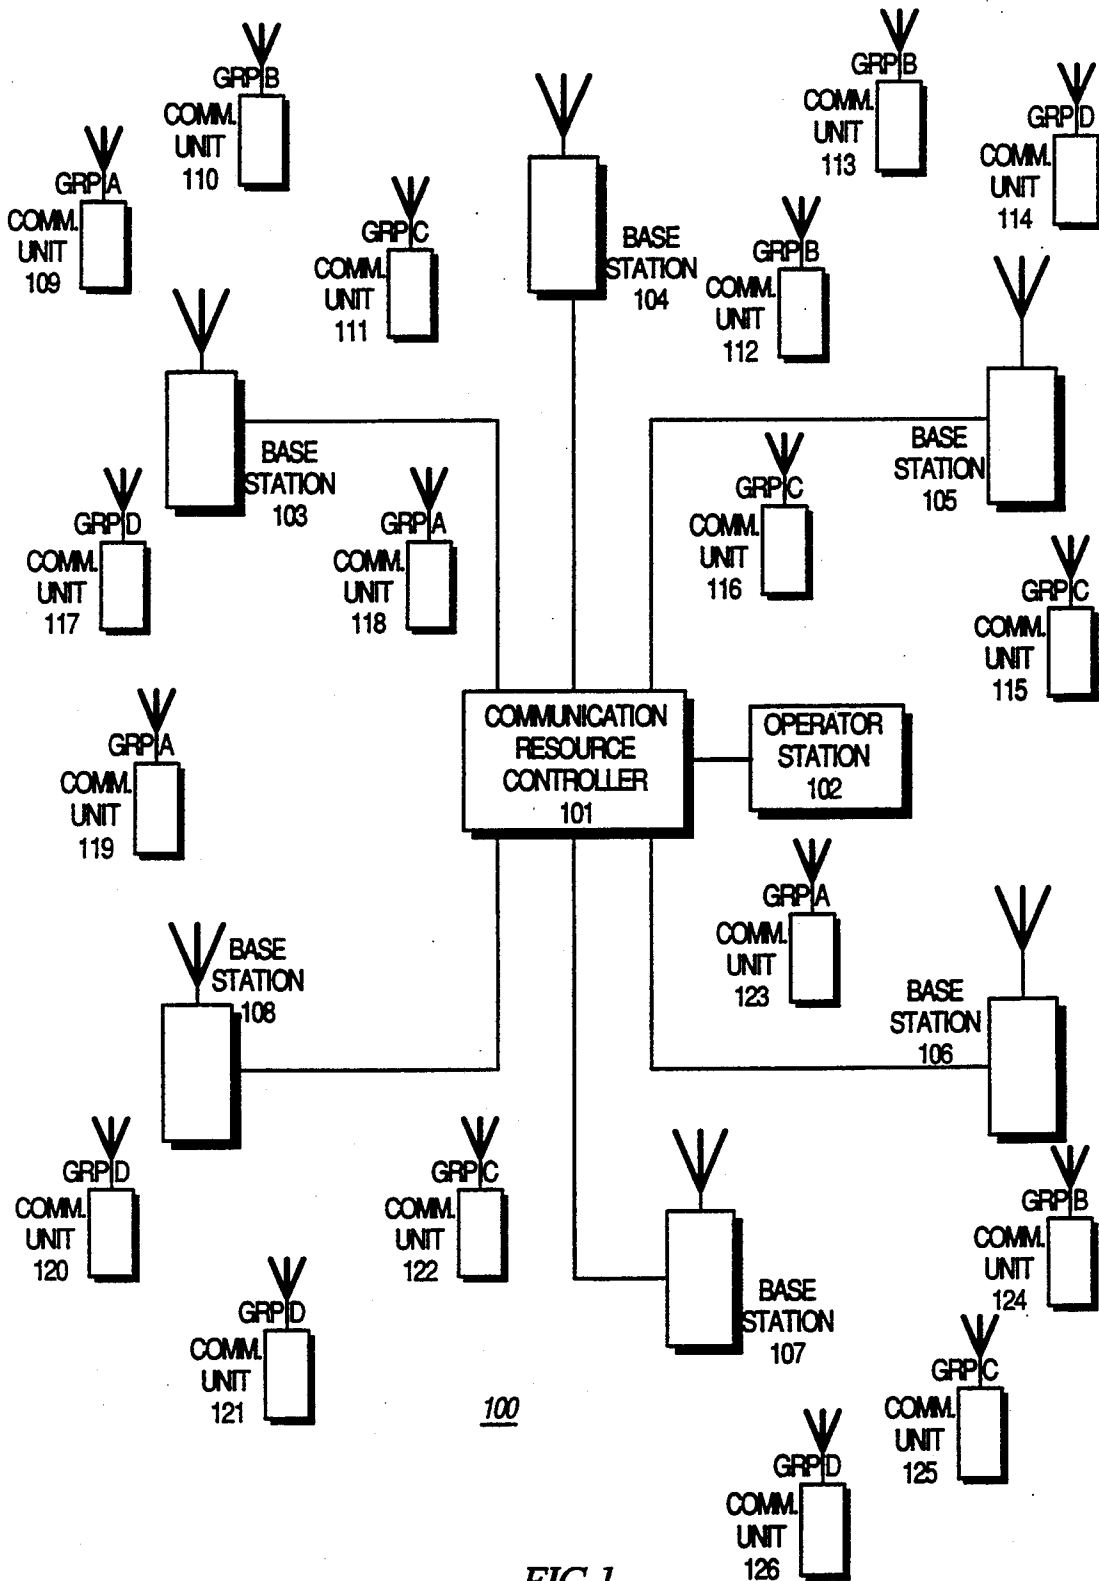 GRP B
COMM.
UNIT
110
GRP B
COMM.
UNIT
113
GRP D
COMM.
UNIT
114
GRP A
COMM.
UNIT
109
GRP C
COMM.
UNIT
111
BASE
STATION
104
GRP B
COMM.
UNIT
112
BASE
STATION
103
BASE
STATION
105
GRP D
COMM.
UNIT
117
GRP A
COMM.
UNIT
118
GRP C
COMM.
UNIT
116
GRP C
COMM.
UNIT
115
GRP A
COMM.
UNIT
119
COMMUNICATION
RESOURCE
CONTROLLER
101
OPERATOR
STATION
102
GRP A
COMM.
UNIT
123
BASE
STATION
108
BASE
STATION
106
GRP D
COMM.
UNIT
120
GRP C
COMM.
UNIT
122
GRP B
COMM.
UNIT
124
GRP D
COMM.
UNIT
121
BASE
STATION
107
GRP C
COMM.
UNIT
125
100
GRP D
COMM.
UNIT
126
FIG.1